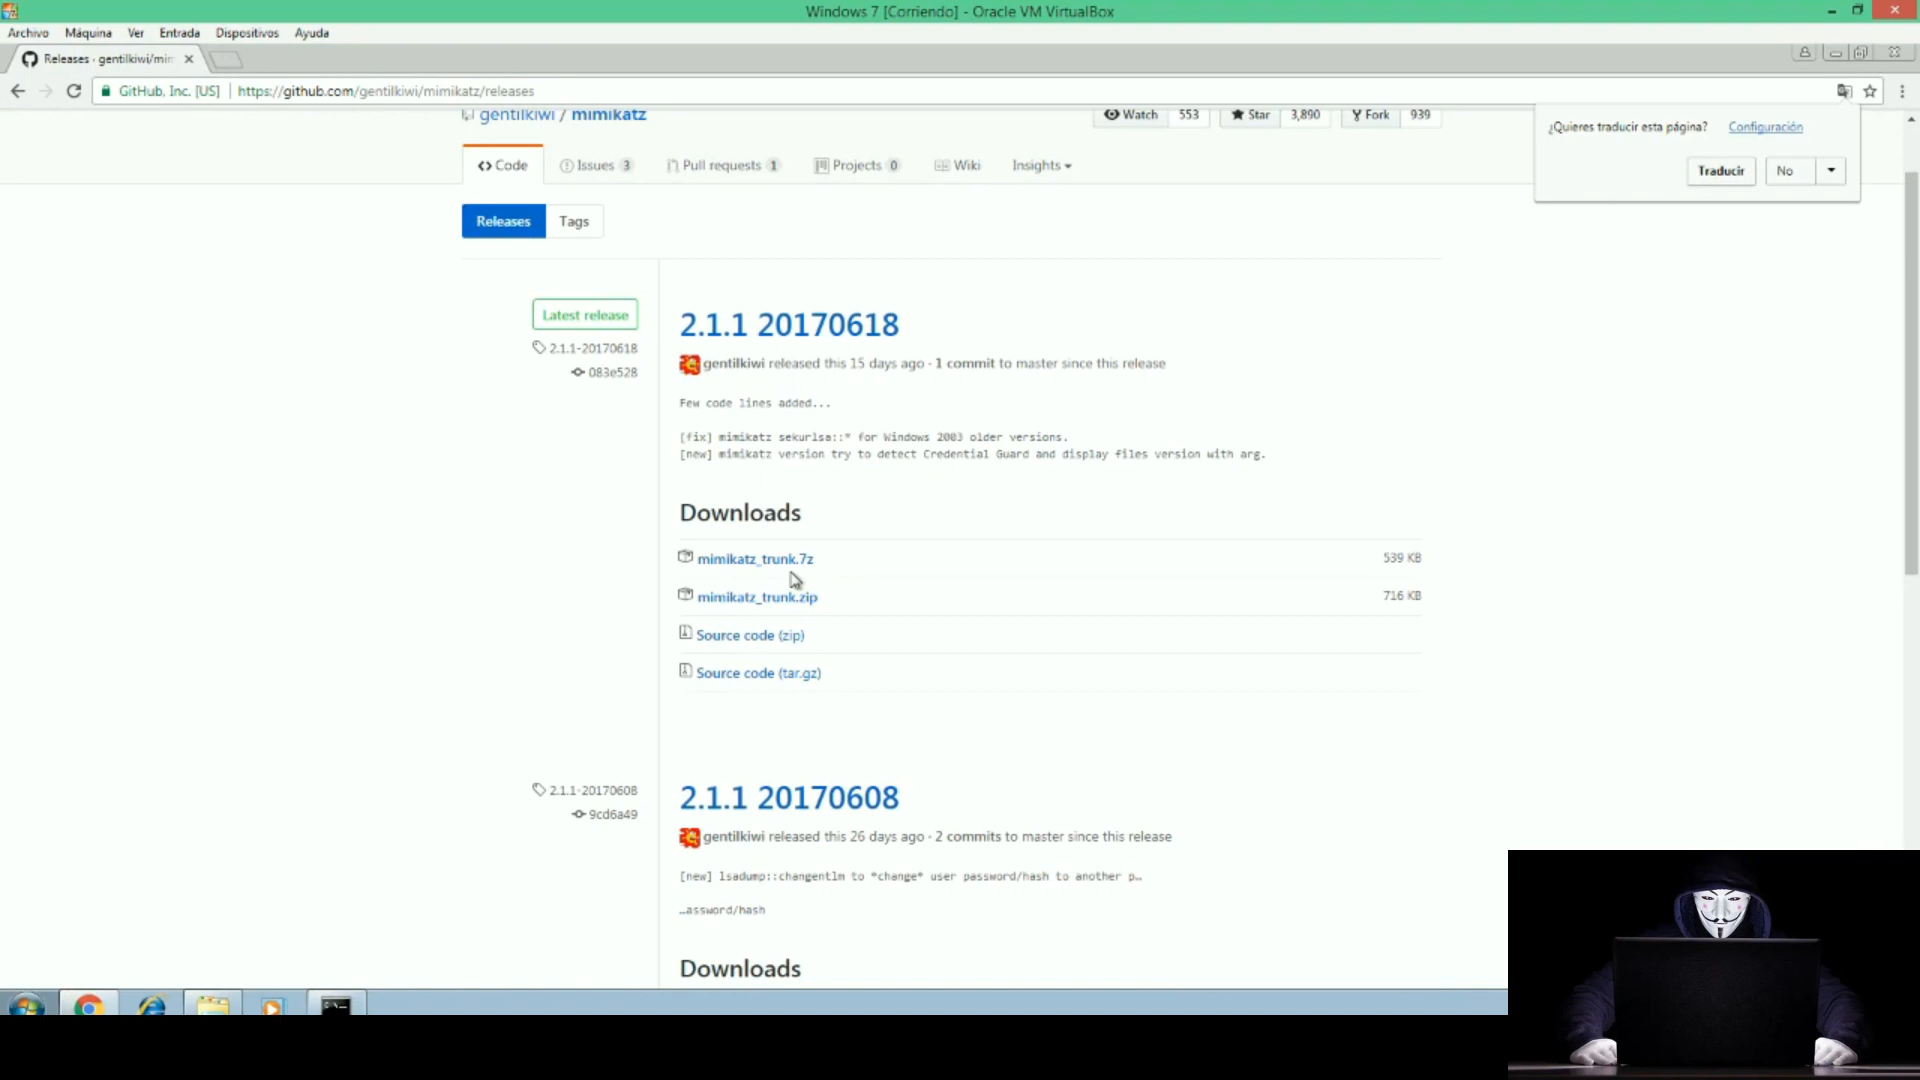 Windows 7 [Corriendo] - Oracle VM VirtualBox
Archivo Máquina Ver Entrada Dispositivos Ayuda
Releases · gentilkiwi/mim
GitHub, Inc. [US] https://github.com/gentilkiwi/mimikatz/releases
gentilkiwi / mimikatz
Watch 553 Star 3,890 Fork 939
¿Quieres traducir esta página? Configuración
Traducir No
Code Issues 3 Pull requests 1 Projects 0 Wiki Insights
Releases Tags
Latest release
2.1.1-20170618
083e528
2.1.1 20170618
gentilkiwi released this 15 days ago · 1 commit to master since this release
Few code lines added...
[fix] mimikatz sekurlsa::* for Windows 2003 older versions.
[new] mimikatz version try to detect Credential Guard and display files version with arg.
Downloads
mimikatz_trunk.7z 539 KB
mimikatz_trunk.zip 716 KB
Source code (zip)
Source code (tar.gz)
2.1.1-20170608
9cd6a49
2.1.1 20170608
gentilkiwi released this 26 days ago · 2 commits to master since this release
[new] lsadump::changentlm to *change* user password/hash to another p…
…assword/hash
Downloads